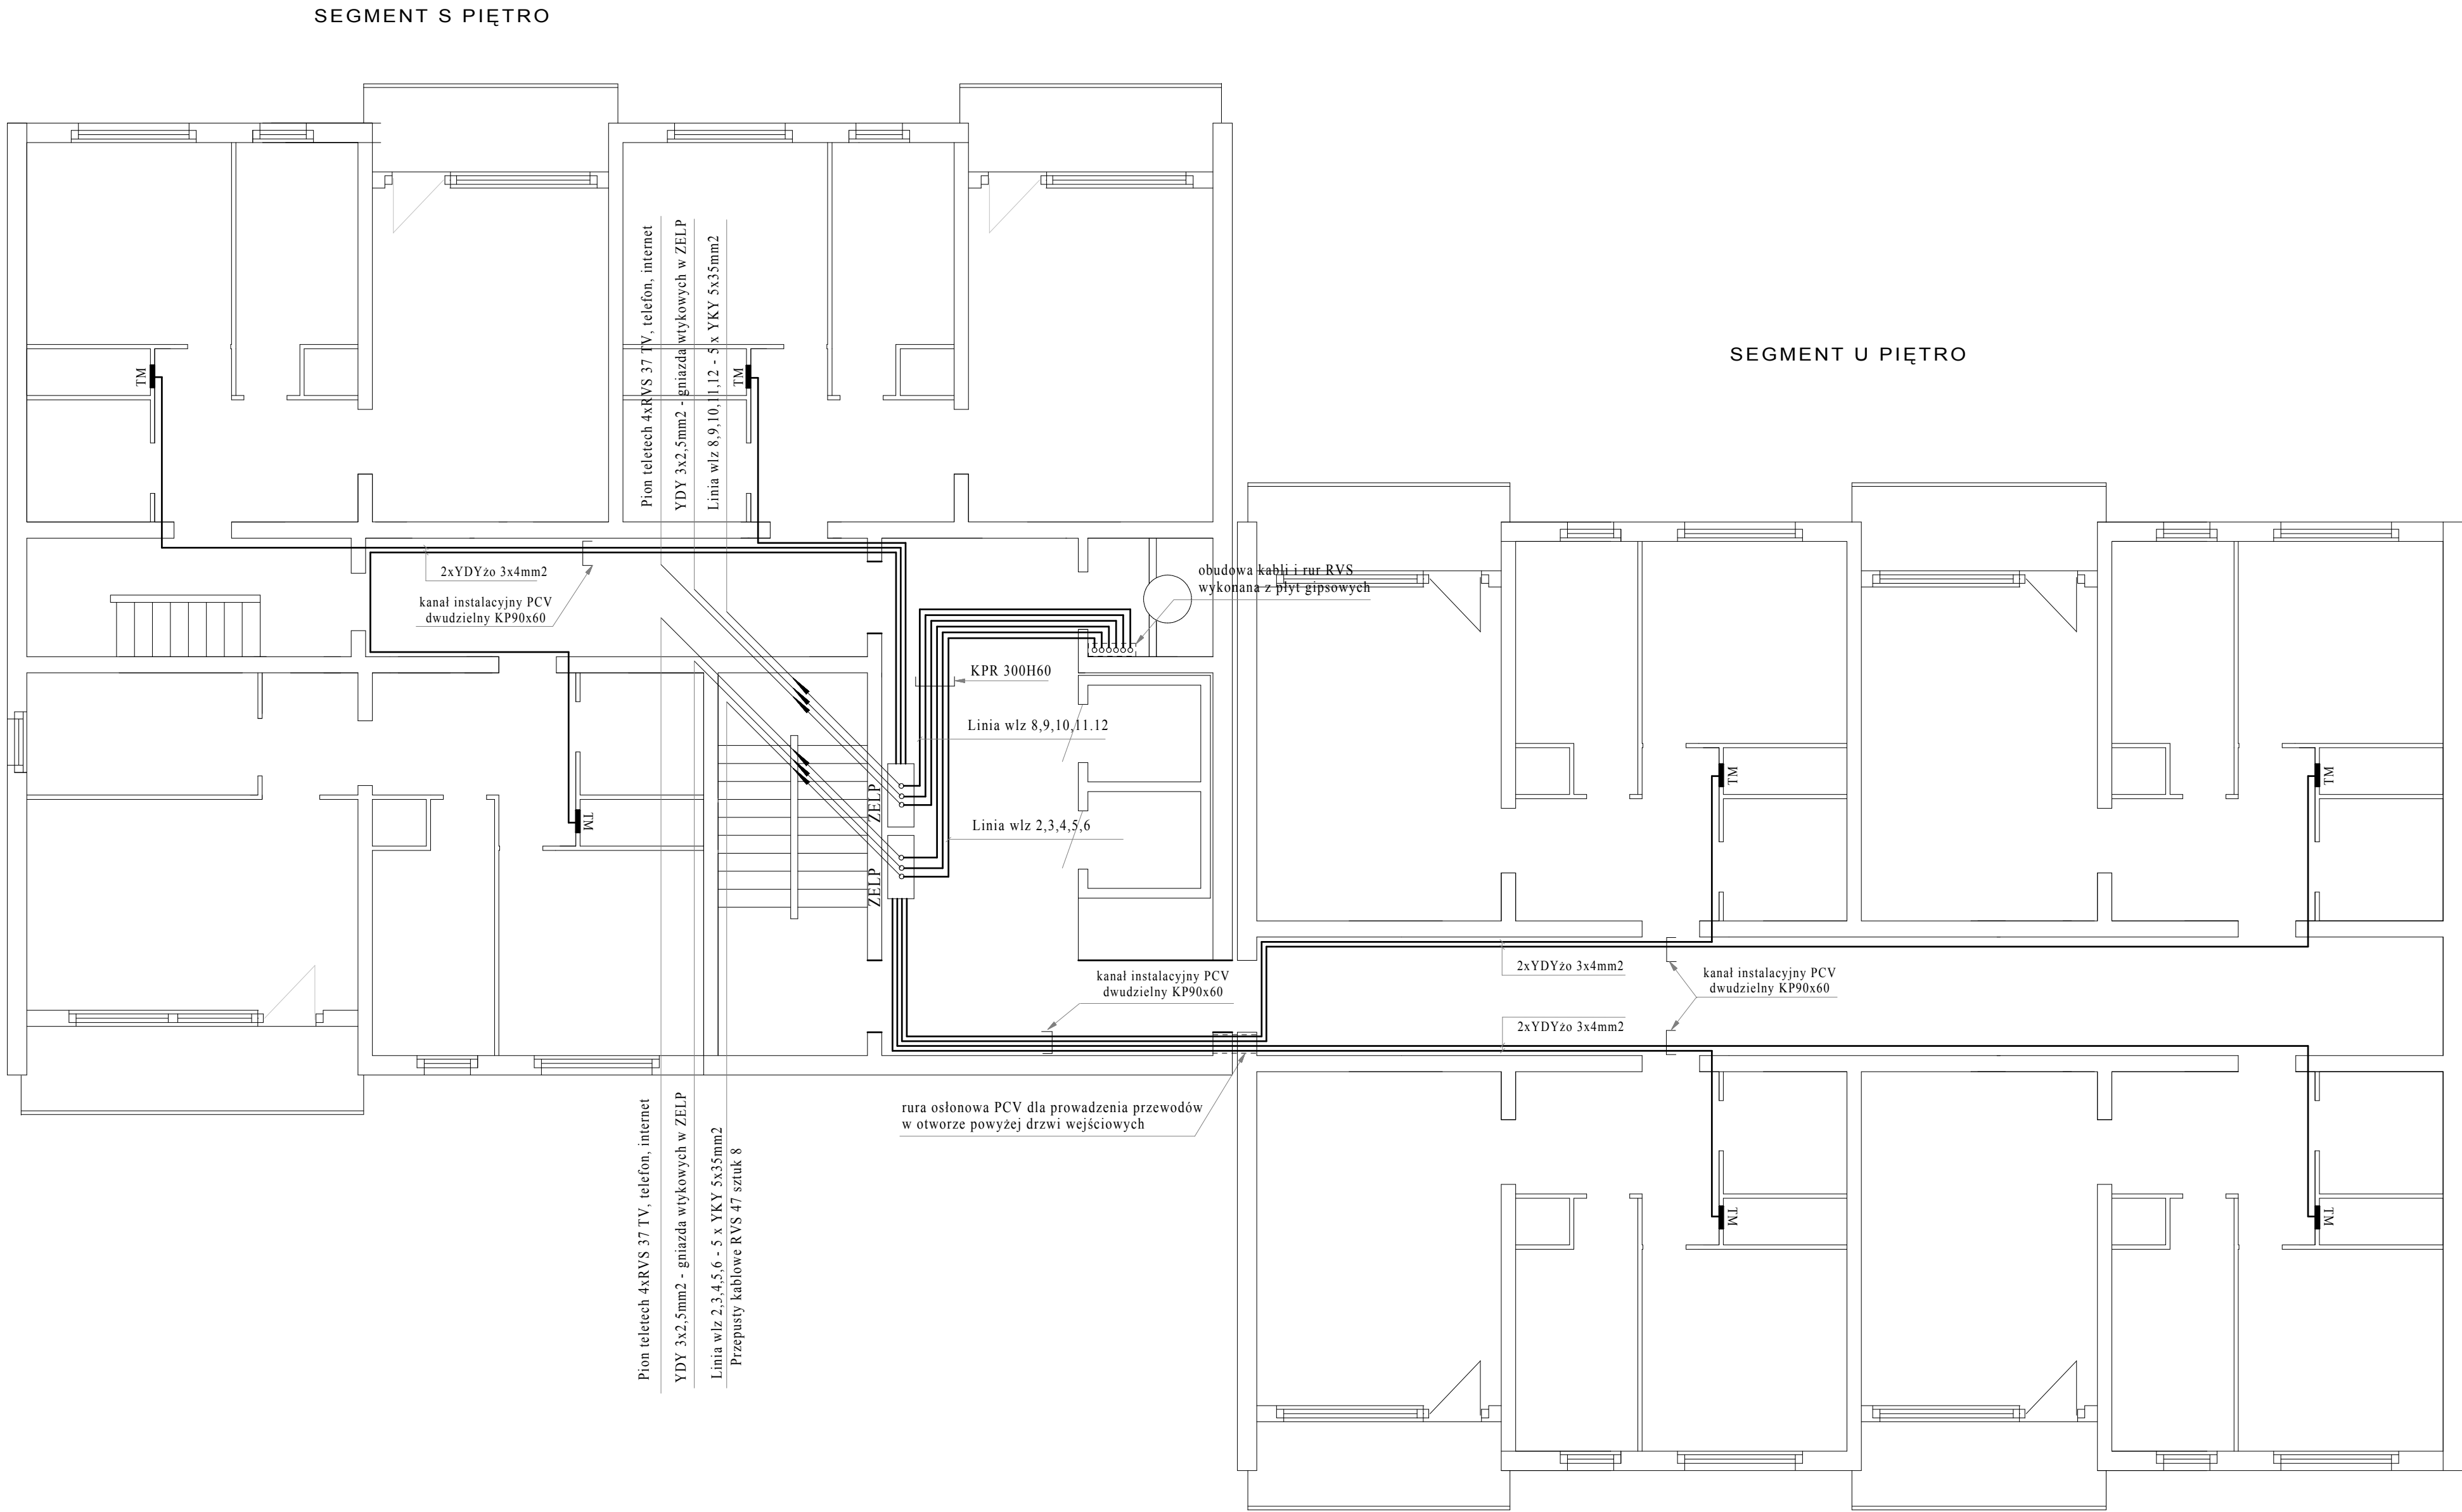 SEGMENT S PIĘTRO
Pion teletech 4xRVS 37 TV, telefon, internet
YDY 3x2,5mm2 - gniazda wtykowych w ZELP
Linia wlz 8,9,10,11,12 - 5 x YKY 5x35mm2
SEGMENT U PIĘTRO
TM
TM
2xYDYżo 3x4mm2
kanał instalacyjny PCV
dwudzielny KP90x60
obudowa kabli i rur RVS
wykonana z płyt gipsowych
KPR 300H60
Linia wlz 8,9,10,11.12
ZELP
TM
Linia wlz 2,3,4,5,6
ZELP
TM
TM
kanał instalacyjny PCV
dwudzielny KP90x60
2xYDYżo 3x4mm2
kanał instalacyjny PCV
dwudzielny KP90x60
2xYDYżo 3x4mm2
rura osłonowa PCV dla prowadzenia przewodów
w otworze powyżej drzwi wejściowych
Pion teletech 4xRVS 37 TV, telefon, internet
YDY 3x2,5mm2 - gniazda wtykowych w ZELP
Linia wlz 2,3,4,5,6 - 5 x YKY 5x35mm2
Przepusty kablowe RVS 47 sztuk 8
TM
TM